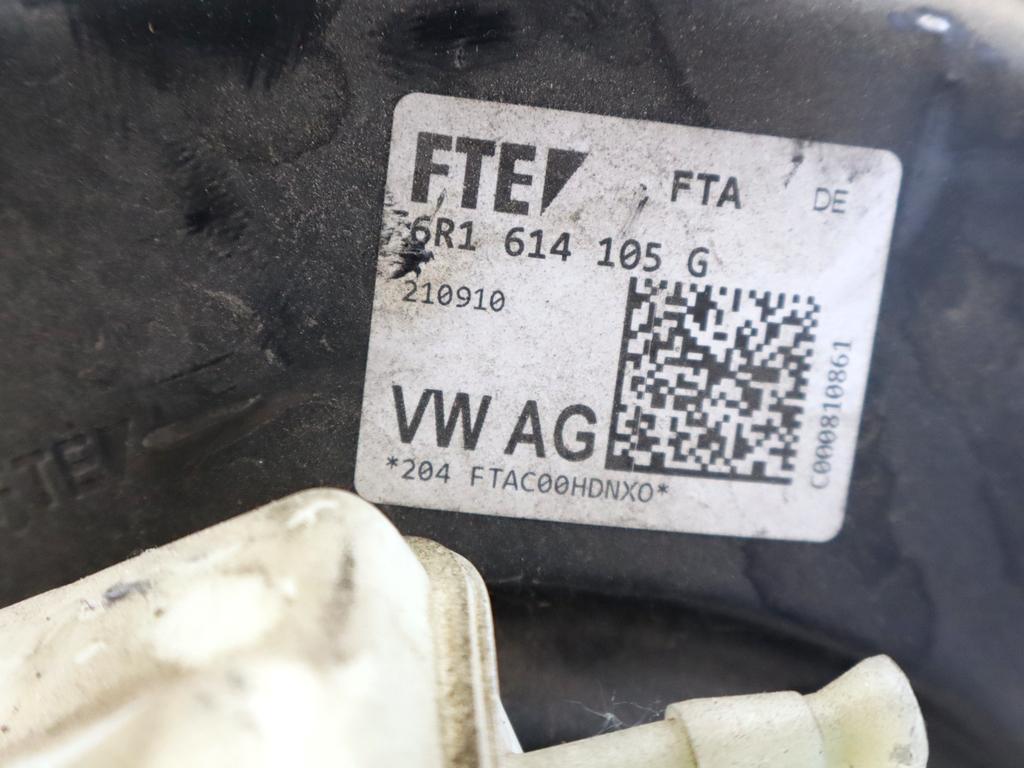 FTE FTA DE
6R1 614 105 G
210910
VW AG
*204 FTAC00HDNXO*
C000810861
FTE